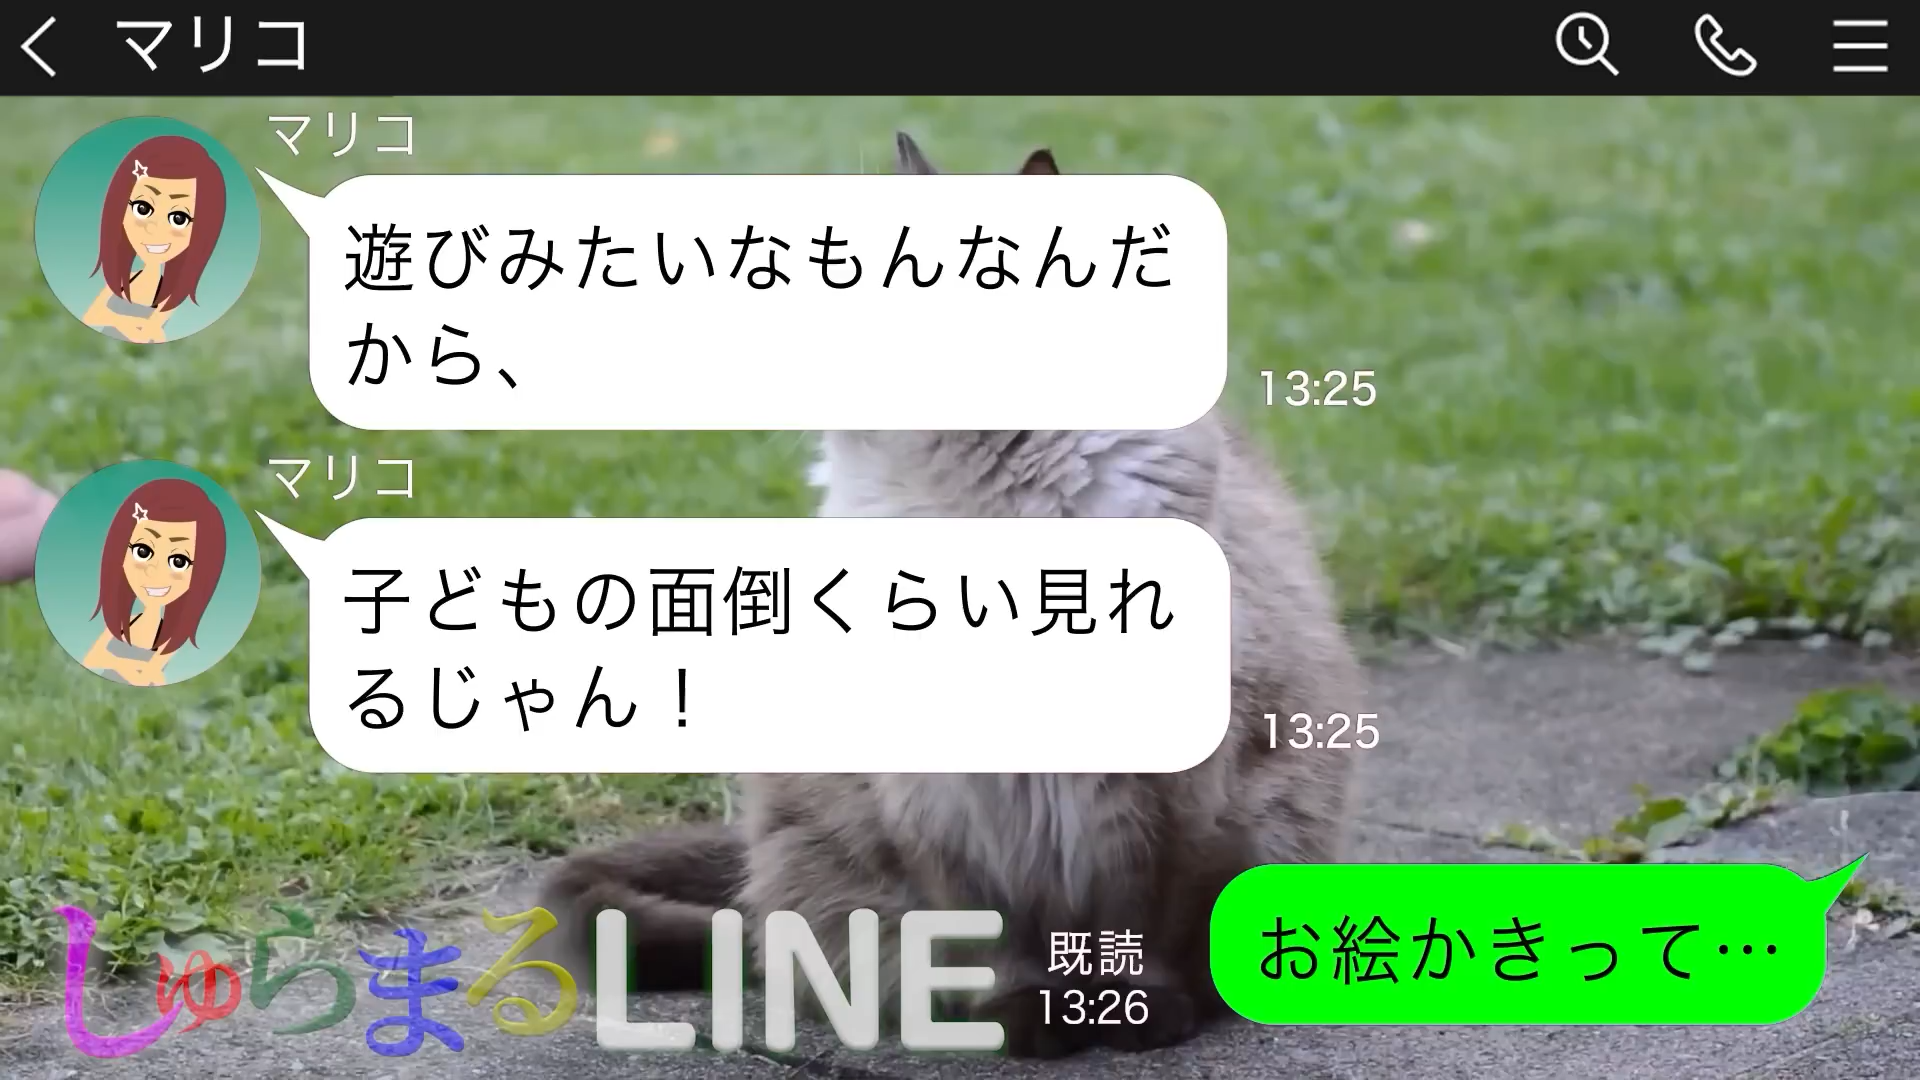 マリコ
マリコ
遊びみたいなもんなんだ
から、
13:25
マリコ
子どもの面倒くらい見れ
るじゃん！
13:25
お絵かきって…
既読
13:26
しゅらまるLINE